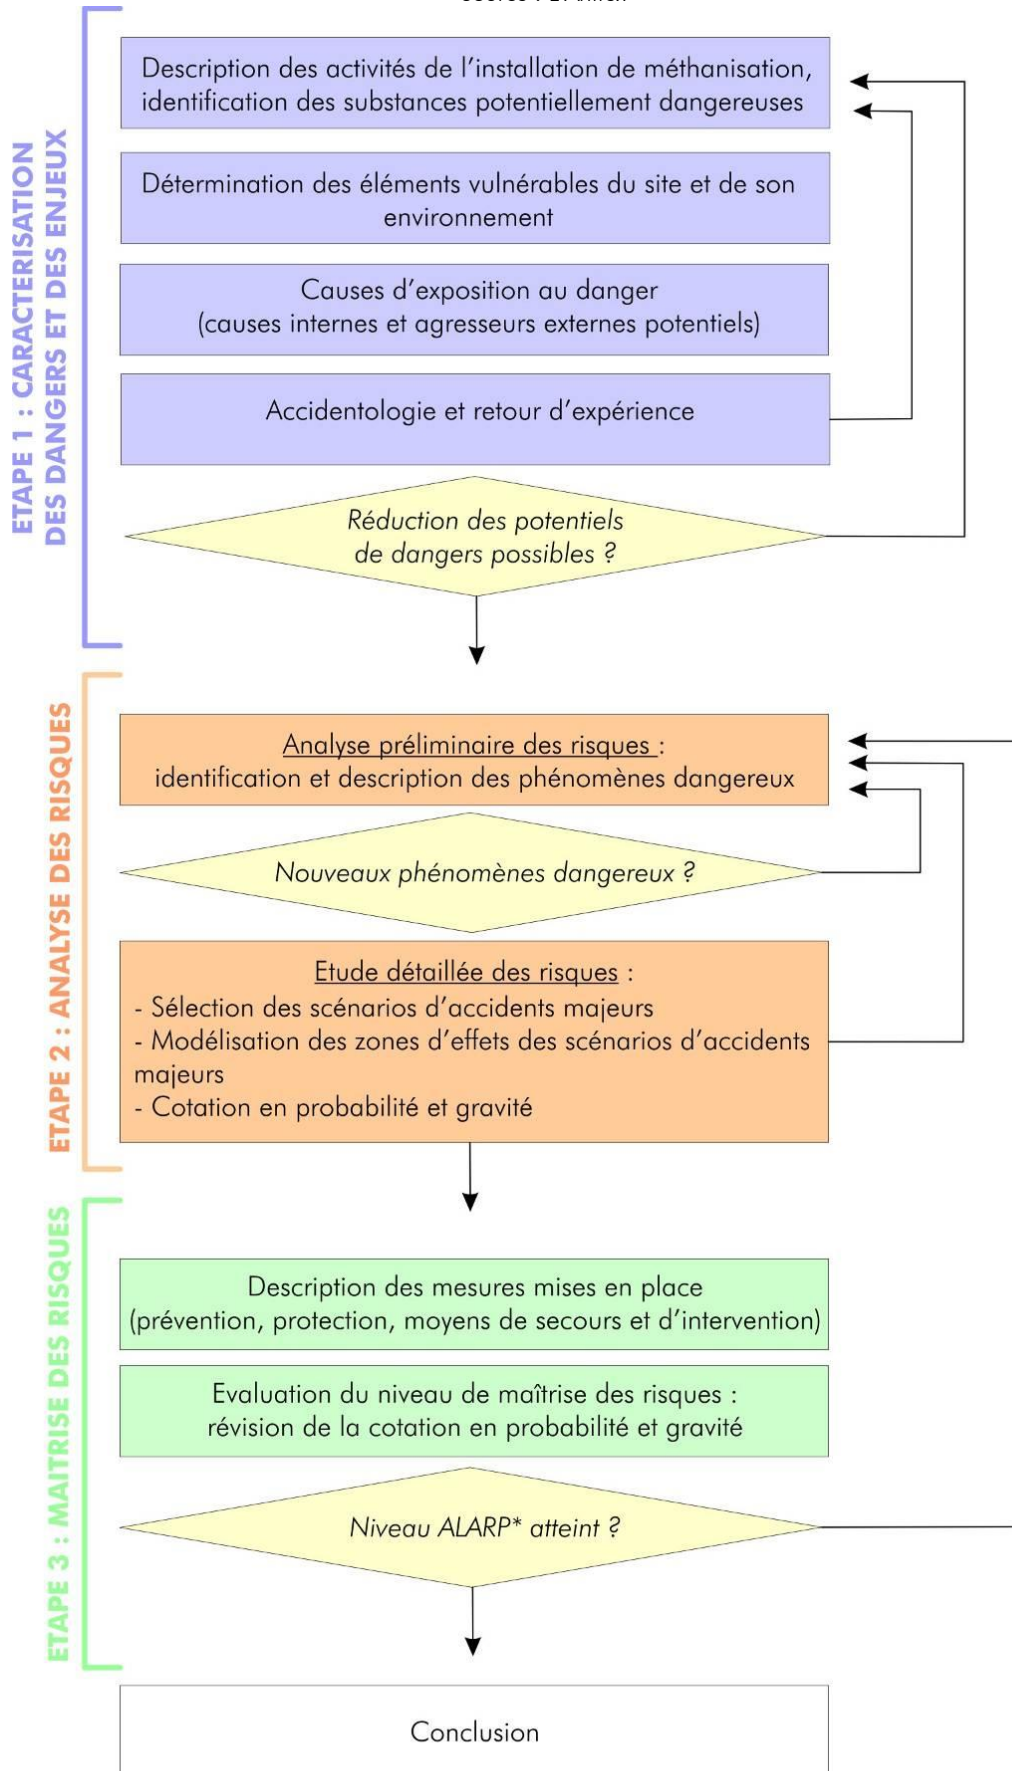 ETAPE 1 : CARACTERISATION
DES DANGERS ET DES ENJEUX
Description des activités de l'installation de méthanisation,
identification des substances potentiellement dangereuses
Détermination des éléments vulnérables du site et de son
environnement
Causes d'exposition au danger
(causes internes et agresseurs externes potentiels)
Accidentologie et retour d'expérience
Réduction des potentiels
de dangers possibles ?
ETAPE 2 : ANALYSE DES RISQUES
Analyse préliminaire des risques :
identification et description des phénomènes dangereux
Nouveaux phénomènes dangereux ?
Etude détaillée des risques :
- Sélection des scénarios d'accidents majeurs
- Modélisation des zones d'effets des scénarios d'accidents
majeurs
- Cotation en probabilité et gravité
ETAPE 3 : MAITRISE DES RISQUES
Description des mesures mises en place
(prévention, protection, moyens de secours et d'intervention)
Evaluation du niveau de maîtrise des risques :
révision de la cotation en probabilité et gravité
Niveau ALARP* atteint ?
Conclusion